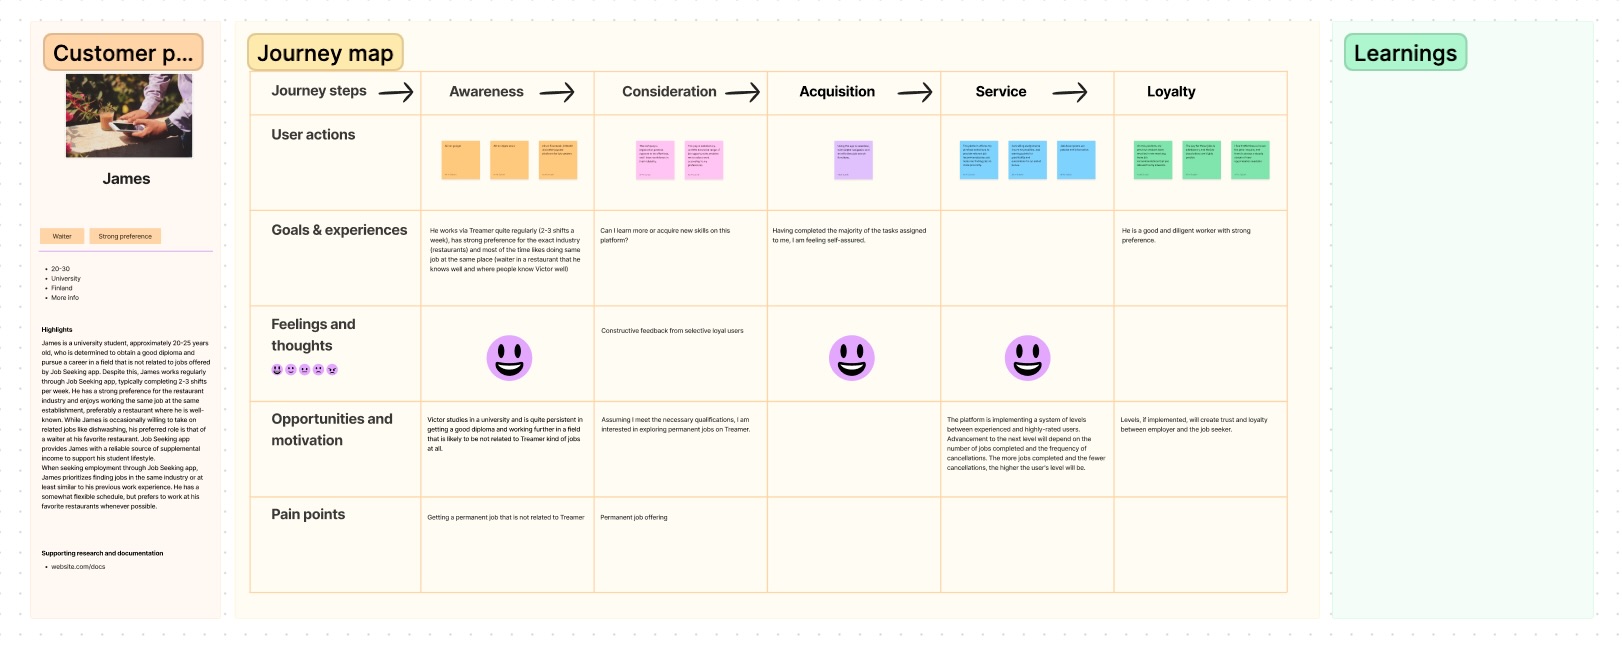 Customer p...
James
Waiter
Strong preference
20-30
University
Finland
More info
Highlights
James is a university student, approximately 20-25 years
old, who is determined to obtain a good diploma and
pursue a career in a field that is not related to jobs offered
by Job Seeking App. Despite this, James works regularly
through Job Seeking app, typically completing 2-3 shifts
per week. He has a strong preference for the restaurant
industry and enjoys working the same job at the same
establishment, preferably a restaurant where he is well-
known. While James is occasionally willing to take on
related jobs like dishwashing, his preferred role is that of
a waiter at his favorite restaurant. Job Seeking app
provides James with a reliable source of supplemental
income to support his student lifestyle.
When seeking employment through Job Seeking app,
James prioritizes finding jobs in the same industry or at
least similar to his previous work experience. He has a
somewhat flexible schedule, but prefers to work at his
favorite restaurants whenever possible.
Supporting research and documentation
website.com/docs
Journey map
Journey steps
Awareness
Consideration
Acquisition
Service
Loyalty
User actions
Goals & experiences
He works via Treamer quite regularly (2-3 shifts a
week), has strong preference for the exact industry
(restaurants) and most of the time likes doing same
job at the same place (waiter in a restaurant that he
knows well and where people know Victor well)
Can I learn more or acquire new skills on this
platform?
Having completed the majority of the tasks assigned
to me, I am feeling self-assured.
He is a good and diligent worker with strong
preference.
Feelings and
thoughts
Constructive feedback from selective loyal users
Opportunities and
motivation
Victor studies in a university and is quite persistent in
getting a good diploma and working further in a field
that is likely to be not related to Treamer kind of jobs
at all.
Assuming I meet the necessary qualifications, I am
interested in exploring permanent jobs on Treamer.
The platform is implementing a system of levels
between experienced and highly-rated users.
Advancement to the next level will depend on the
number of jobs completed and the frequency of
cancellations. The more jobs completed and the fewer
cancellations, the higher the user's level will be.
Levels, if implemented, will create trust and loyalty
between employer and the job seeker.
Pain points
Getting a permanent job that is not related to Treamer
Permanent job offering
Learnings